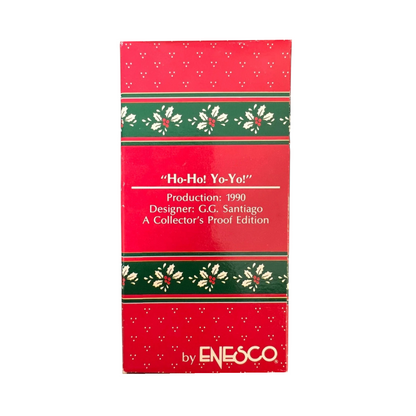 "Ho-Ho! Yo-Yo!"
Production: 1990
Designer: G.G. Santiago
A Collector's Proof Edition
by ENESCO®